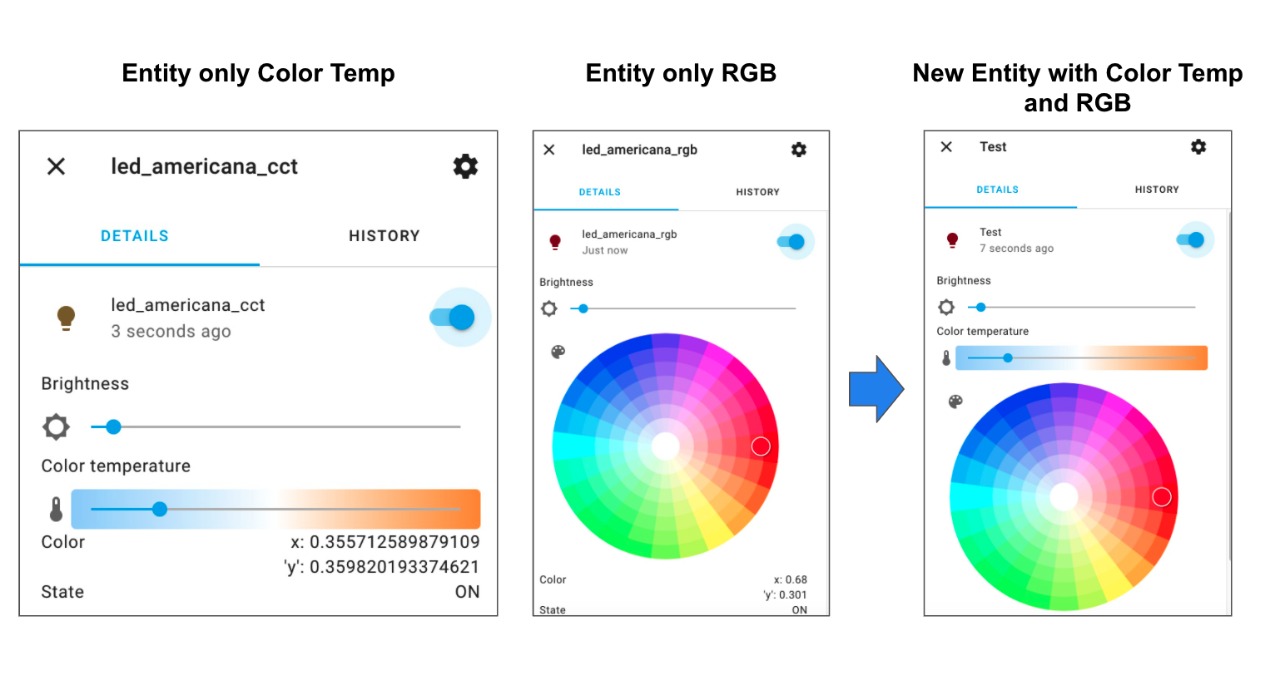 Entity only Color Temp
led_americana_cct
DETAILS
HISTORY
led_americana_cct
3 seconds ago
Brightness
Color temperature
Color
x: 0.355712589879109
'y': 0.359820193374621
State
ON
Entity only RGB
led_americana_rgb
DETAILS
HISTORY
led_americana_rgb
Just now
Brightness
Color
x: 0.68
'y': 0.301
State
ON
New Entity with Color Temp
and RGB
Test
DETAILS
HISTORY
Test
7 seconds ago
Brightness
Color temperature